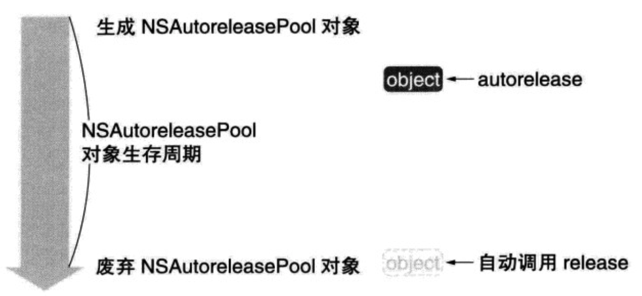 生成 NSAutoreleasePool 对象
object autorelease
NSAutoreleasePool
对象生存周期
废弃 NSAutoreleasePool 对象
object 自动调用 release